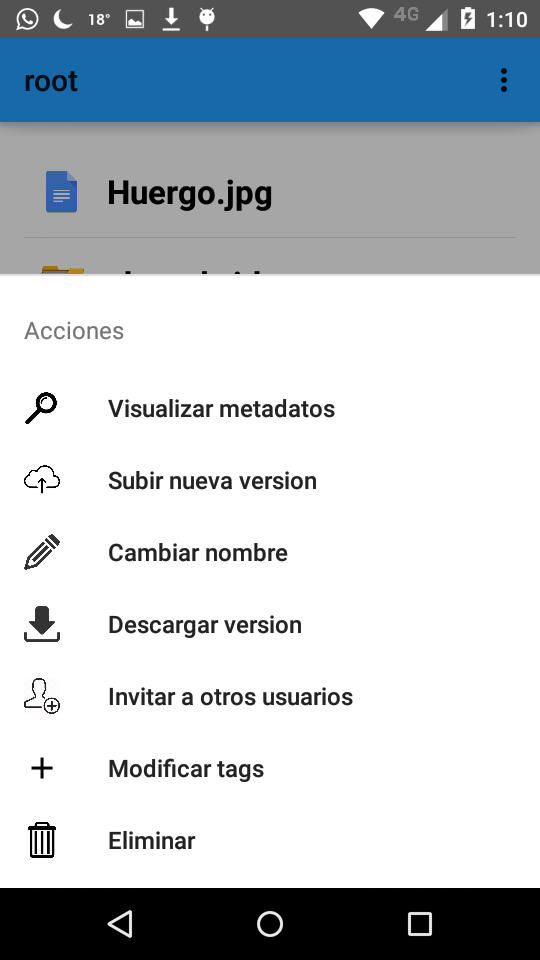 18°
4G
1:10
root
Huergo.jpg
Acciones
Visualizar metadatos
Subir nueva version
Cambiar nombre
Descargar version
Invitar a otros usuarios
Modificar tags
Eliminar